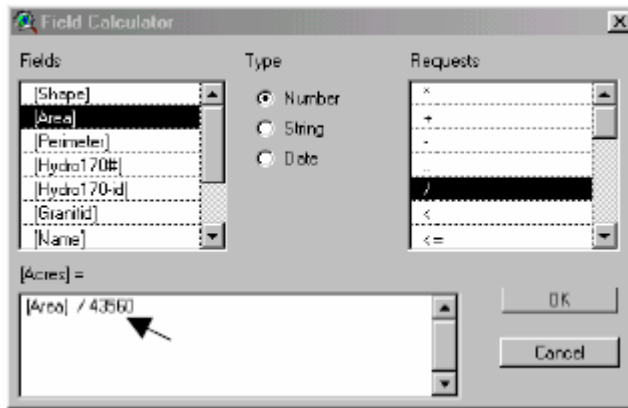 Field Calculator
Fields
Type
Requests
[Shape]
[Area]
[Perimeter]
[Hydro170#]
[Hydro170-id]
[Granitid]
[Name]
Number
String
Date
*
+
-
/
<
<=
[Acres] =
[Area] / 43560
OK
Cancel